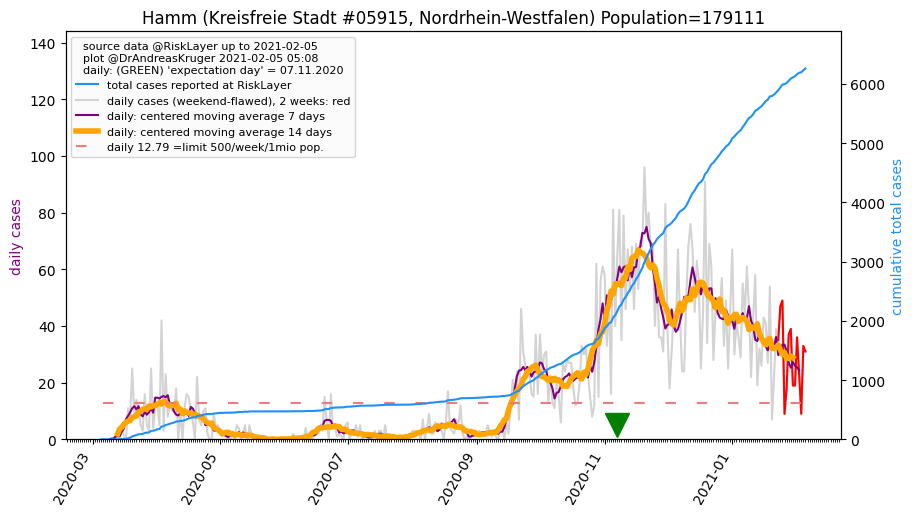 Hamm (Kreisfreie Stadt #05915, Nordrhein-Westfalen) Population=179111
source data @RiskLayer up to 2021-02-05
plot @DrAndreasKruger 2021-02-05 05:08
daily: (GREEN) 'expectation day' = 07.11.2020
total cases reported at RiskLayer
daily cases (weekend-flawed), 2 weeks: red
daily: centered moving average 7 days
daily: centered moving average 14 days
daily 12.79 =limit 500/week/1mio pop.
daily cases
140
120
100
80
60
40
20
0
cumulative total cases
6000
5000
4000
3000
2000
1000
0
2020-03
2020-05
2020-07
2020-09
2020-11
2021-01